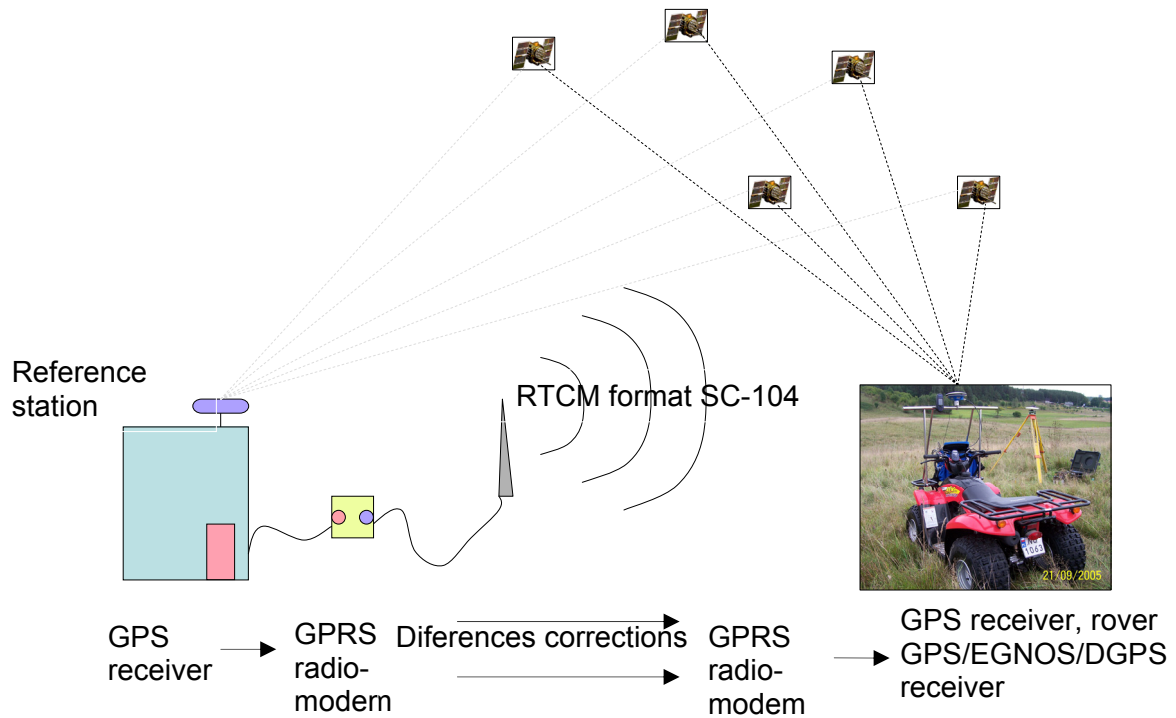 Reference
station
RTCM format SC-104
21/09/2005
GPS
receiver
GPRS
radio-
modern
Diferences corrections
GPRS
radio-
modem
GPS receiver, rover
GPS/EGNOS/DGPS
receiver